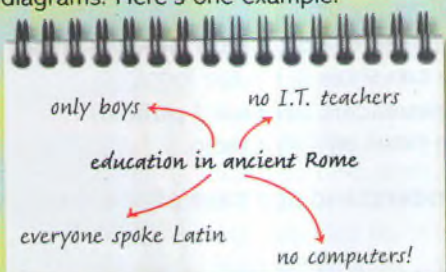 diagrams. Here's one example.
only boys
no I.T. teachers
education in ancient Rome
everyone spoke Latin
no computers!